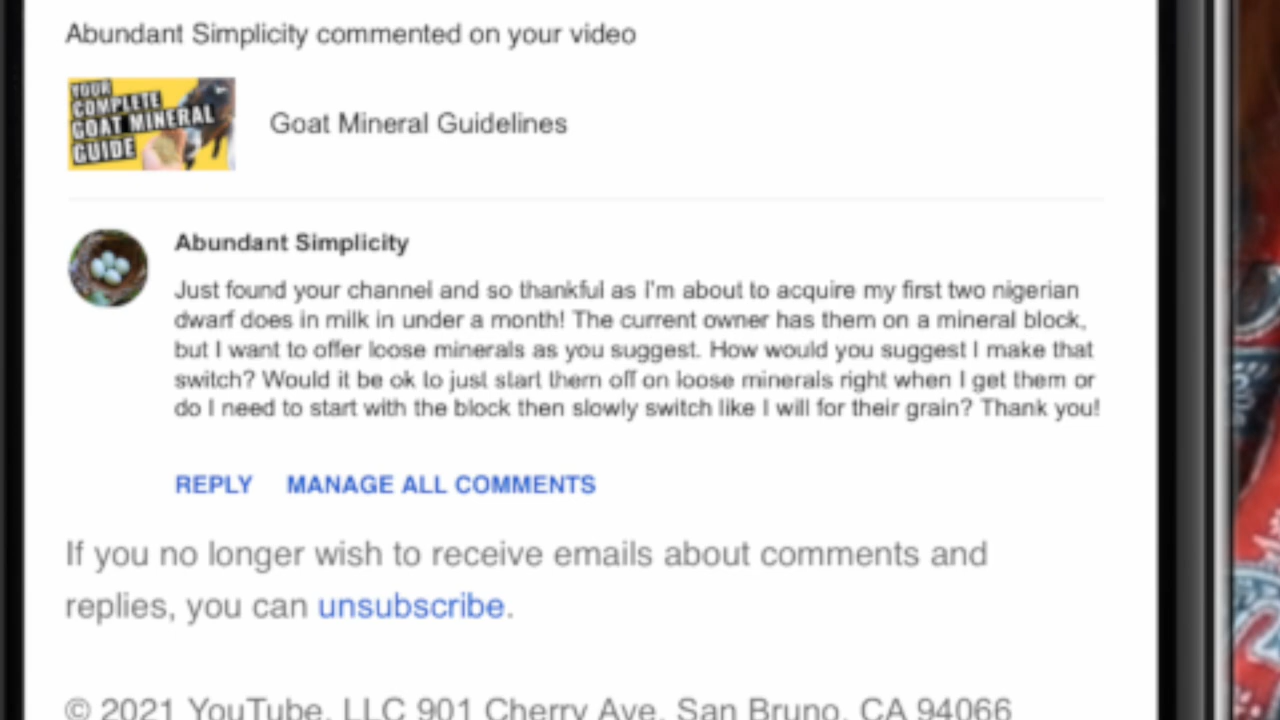 Abundant Simplicity commented on your video
YOUR
COMPLETE
GOAT MINERAL
GUIDE
Goat Mineral Guidelines
Abundant Simplicity
Just found your channel and so thankful as I'm about to acquire my first two nigerian
dwarf does in milk in under a month! The current owner has them on a mineral block,
but I want to offer loose minerals as you suggest. How would you suggest I make that
switch? Would it be ok to just start them off on loose minerals right when I get them or
do I need to start with the block then slowly switch like I will for their grain? Thank you!
REPLY MANAGE ALL COMMENTS
If you no longer wish to receive emails about comments and
replies, you can unsubscribe.
© 2021 YouTube, LLC 901 Cherry Ave, San Bruno, CA 94066